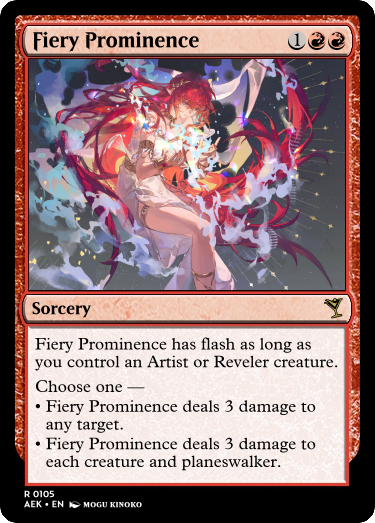 Fiery Prominence 1
Sorcery
Fiery Prominence has flash as long as
you control an Artist or Reveler creature.
Choose one —
• Fiery Prominence deals 3 damage to
any target.
• Fiery Prominence deals 3 damage to
each creature and planeswalker.
R 0105
AEK • EN MOGU KINOKO